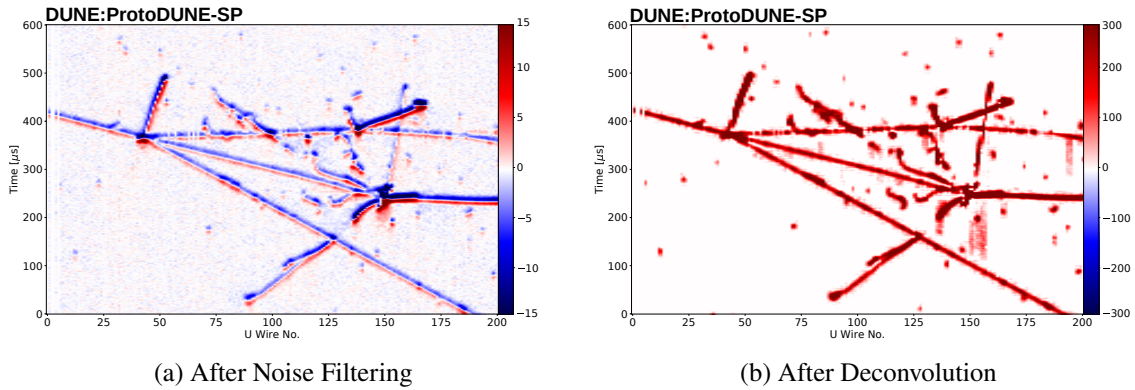 DUNE:ProtoDUNE-SP
Time [µs]
600
500
400
300
200
100
0
0 25 50 75 100 125 150 175 200
U Wire No.
15
10
5
0
−5
−10
−15
(a) After Noise Filtering
DUNE:ProtoDUNE-SP
Time [µs]
600
500
400
300
200
100
0
0 25 50 75 100 125 150 175 200
U Wire No.
300
200
100
0
−100
−200
−300
(b) After Deconvolution